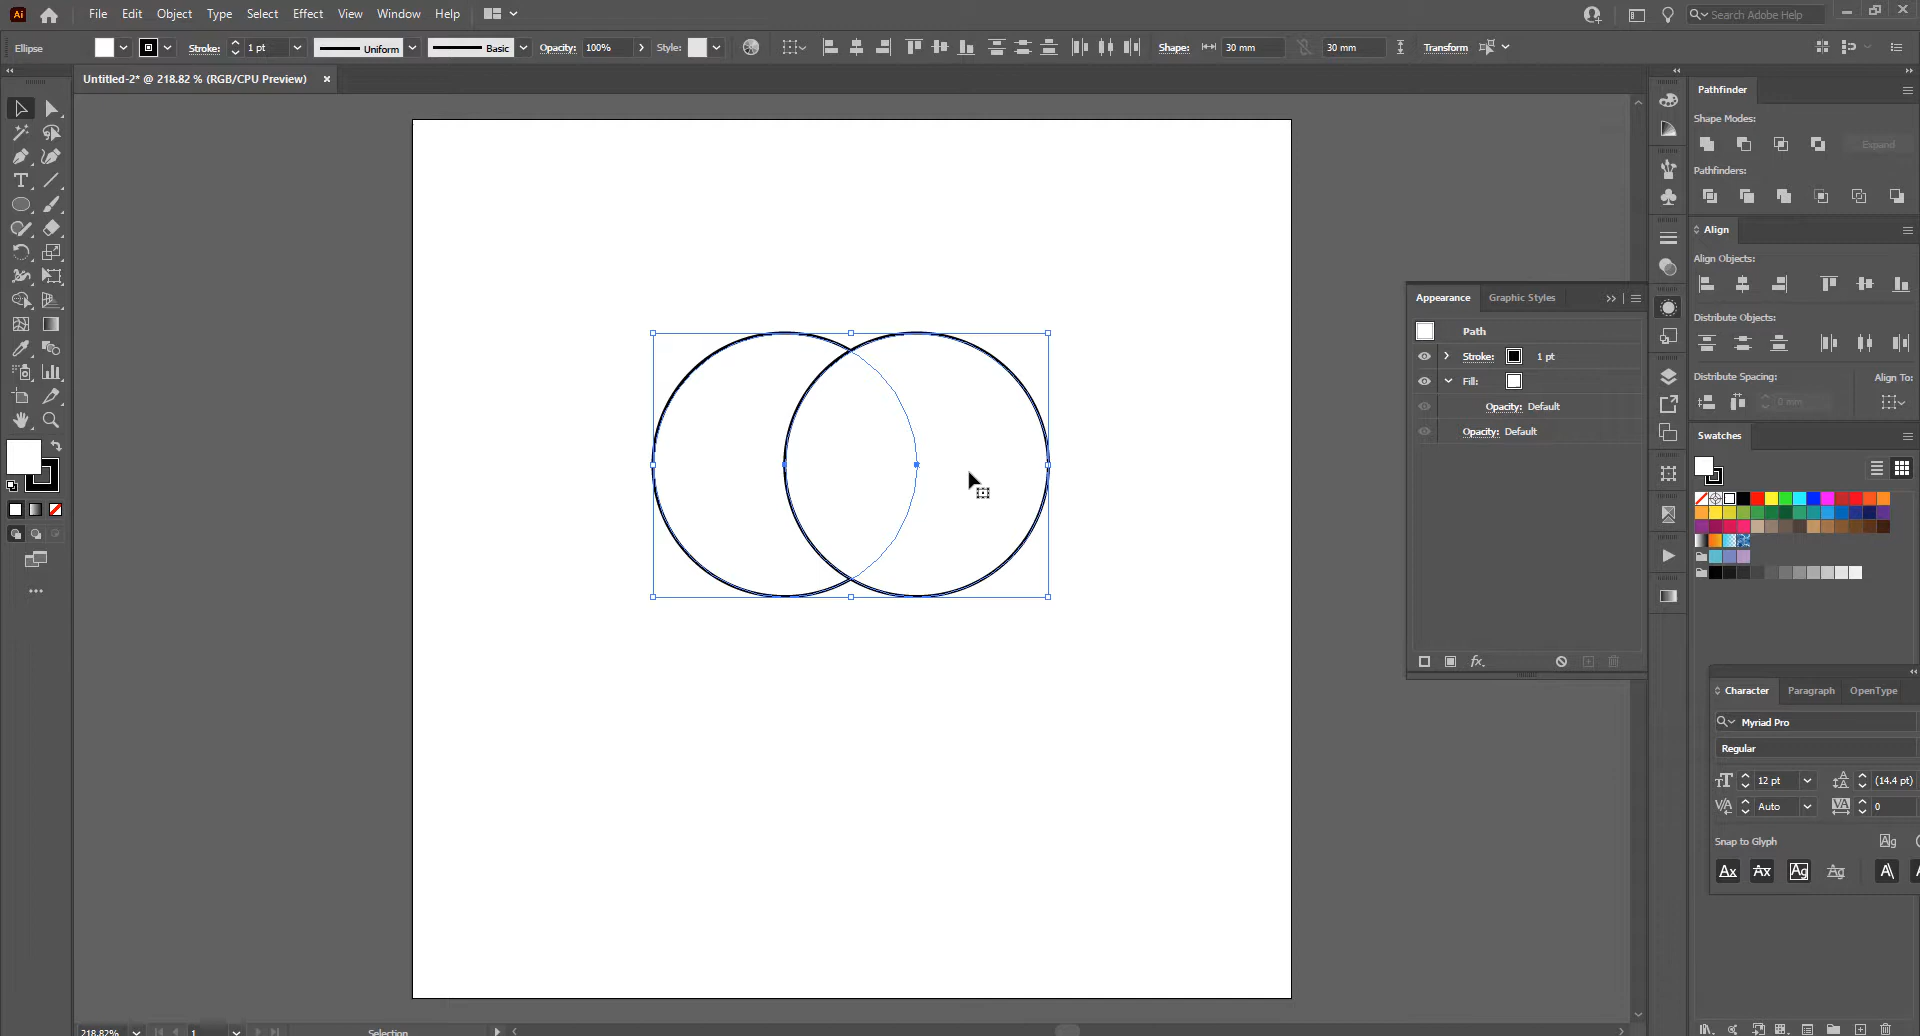 Ai File Edit Object Type Select Effect View Window Help Search Adobe Help
Ellipse Stroke: 1 pt Uniform Basic Opacity: 100% Style: Shape: 30 mm 30 mm Transform
Untitled-2* @ 218.82 % (RGB/CPU Preview)
Pathfinder
Shape Modes:
Expand
Pathfinders:
Align
Align Objects:
Distribute Objects:
Distribute Spacing: Align To:
0 mm
Appearance Graphic Styles
Path
Stroke: 1 pt
Fill:
Opacity: Default
Opacity: Default
Swatches
Character Paragraph OpenType
Myriad Pro
Regular
12 pt (14.4 pt)
Auto 0
Snap to Glyph
218.82% 1 Selection